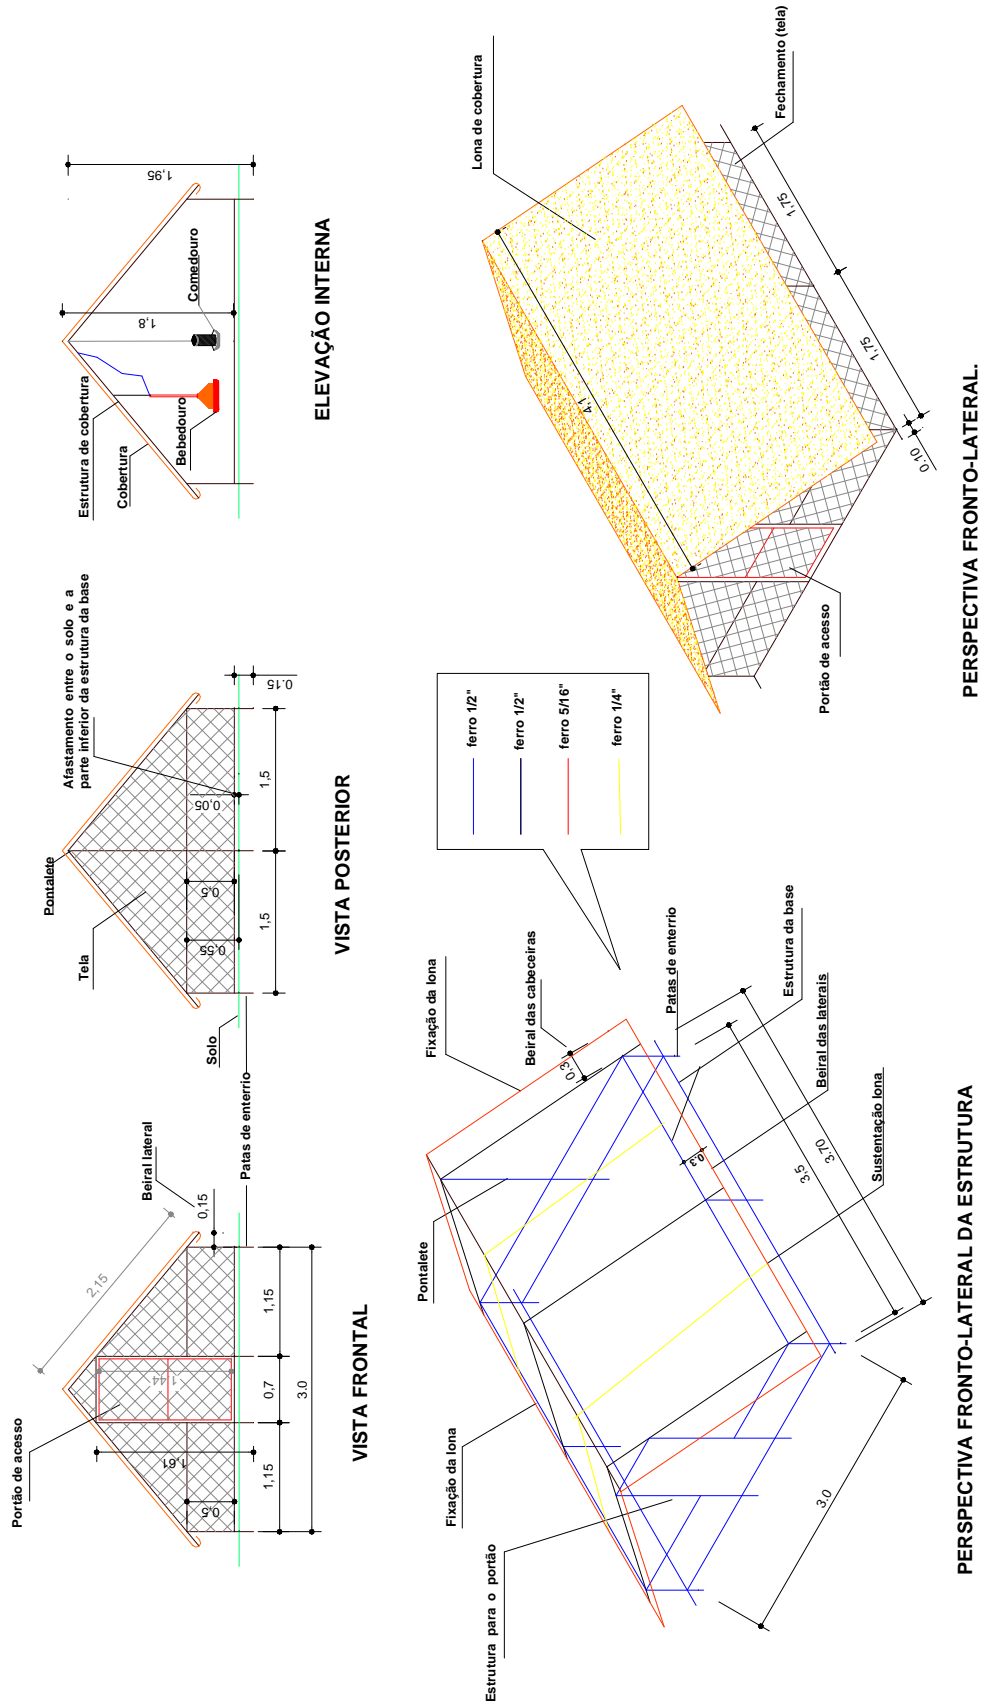 Portão de acesso
2,15
Beiral lateral
0,15
1,44
1,61
0,5
1,15
0,7
1,15
3.0
Patas de enterrio
VISTA FRONTAL
Pontalete
Tela
Afastamento entre o solo e a
parte inferior da estrutura da base
0,05
0.15
0,5
0,55
1,5
1,5
Solo
VISTA POSTERIOR
Estrutura de cobertura
Cobertura
Bebedouro
Comedouro
1,8
1,95
ELEVAÇÃO INTERNA
Fixação da lona
Beiral das cabeceiras
0,3
Patas de enterrio
Estrutura da base
Beiral das laterais
Sustentação lona
0,3
3,5
3.70
3.0
Pontalete
Fixação da lona
Estrutura para o portão
PERSPECTIVA FRONTO-LATERAL DA ESTRUTURA
ferro 1/2"
ferro 1/2"
ferro 5/16"
ferro 1/4"
Lona de cobertura
Fechamento (tela)
4,1
1,75
1,75
0,10
Portão de acesso
PERSPECTIVA FRONTO-LATERAL.